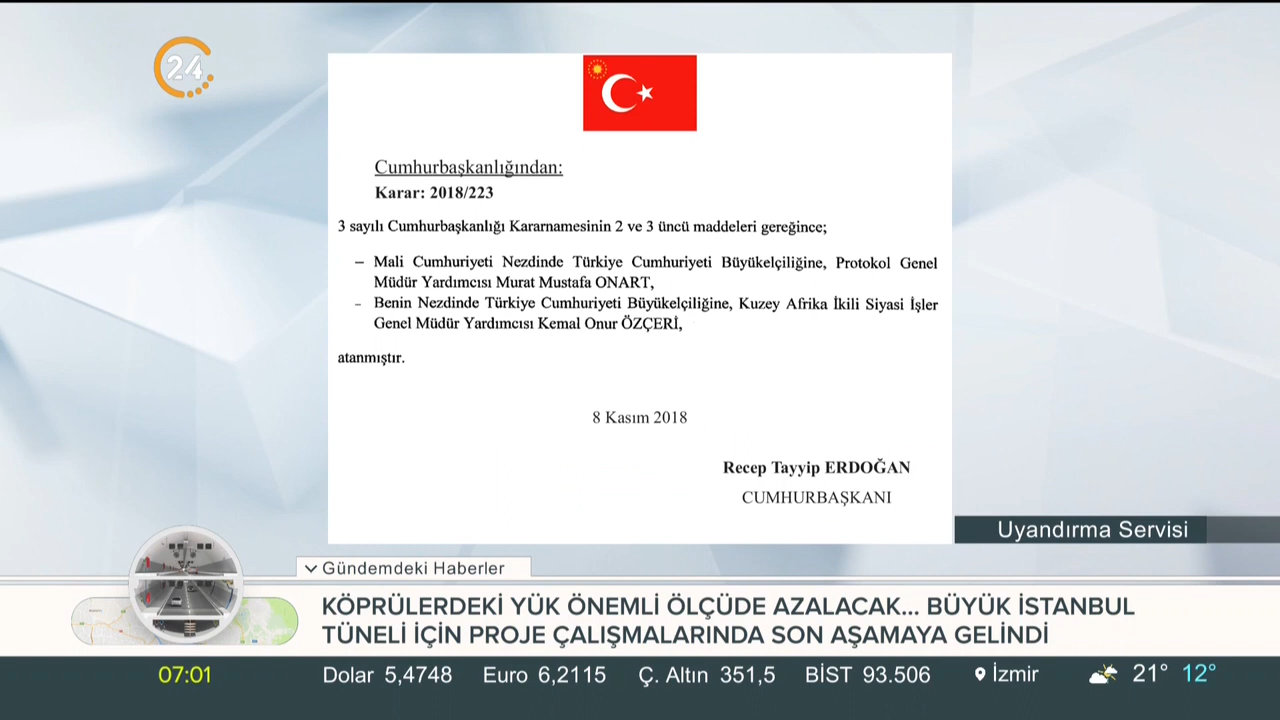 24
Cumhurbaşkanlığından:
Karar: 2018/223
3 sayılı Cumhurbaşkanlığı Kararnamesinin 2 ve 3 üncü maddeleri gereğince;
– Mali Cumhuriyeti Nezdinde Türkiye Cumhuriyeti Büyükelçiliğine, Protokol Genel
Müdür Yardımcısı Murat Mustafa ONART,
- Benin Nezdinde Türkiye Cumhuriyeti Büyükelçiliğine, Kuzey Afrika İkili Siyasi İşler
Genel Müdür Yardımcısı Kemal Onur ÖZÇERİ,
atanmıştır.
8 Kasım 2018
Recep Tayyip ERDOĞAN
CUMHURBAŞKANI
Uyandırma Servisi
Gündemdeki Haberler
KÖPRÜLERDEKİ YÜK ÖNEMLİ ÖLÇÜDE AZALACAK... BÜYÜK İSTANBUL
TÜNELİ İÇİN PROJE ÇALIŞMALARINDA SON AŞAMAYA GELİNDİ
07:01 Dolar 5,4748 Euro 6,2115 Ç. Altın 351,5 BİST 93.506 İzmir 21° 12°